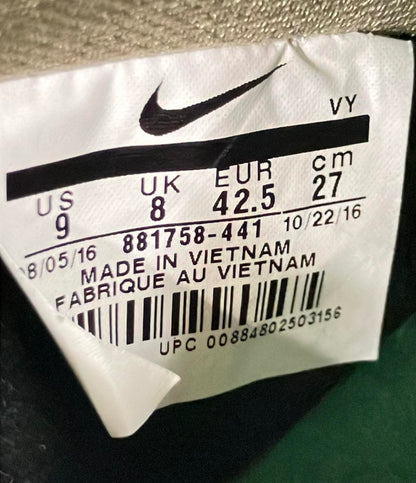 VY
US UK EUR cm
9 8 42.5 27
8/05/16 881758-441 10/22/16
MADE IN VIETNAM
FABRIQUE AU VIETNAM
UPC 00884802503156